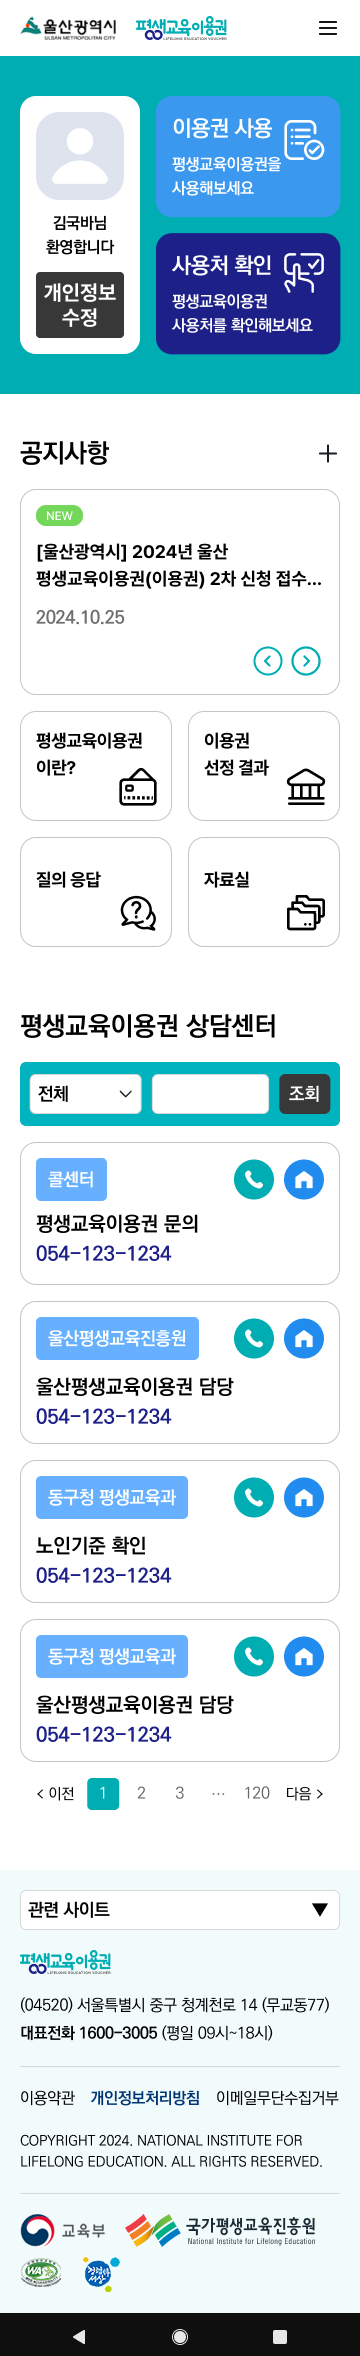 울산광역시
ULSAN METROPOLITAN CITY
평생교육이용권
LIFELONG EDUCATION VOUCHER
김국바님
환영합니다
개인정보
수정
이용권 사용
평생교육이용권을
사용해보세요
사용처 확인
평생교육이용권
사용처를 확인해보세요
공지사항
NEW
[울산광역시] 2024년 울산
평생교육이용권(이용권) 2차 신청 접수...
2024.10.25
평생교육이용권
이란?
이용권
선정 결과
질의 응답
자료실
평생교육이용권 상담센터
전체
조회
콜센터
평생교육이용권 문의
054-123-1234
울산평생교육진흥원
울산평생교육이용권 담당
054-123-1234
동구청 평생교육과
노인기준 확인
054-123-1234
동구청 평생교육과
울산평생교육이용권 담당
054-123-1234
< 이전 1 2 3 ... 120 다음 >
관련 사이트
평생교육이용권
LIFELONG EDUCATION VOUCHER
(04520) 서울특별시 중구 청계천로 14 (무교동77)
대표전화 1600-3005 (평일 09시~18시)
이용약관 개인정보처리방침 이메일무단수집거부
COPYRIGHT 2024. NATIONAL INSTITUTE FOR
LIFELONG EDUCATION. ALL RIGHTS RESERVED.
교육부
국가평생교육진흥원
National Institute for Lifelong Education
WA